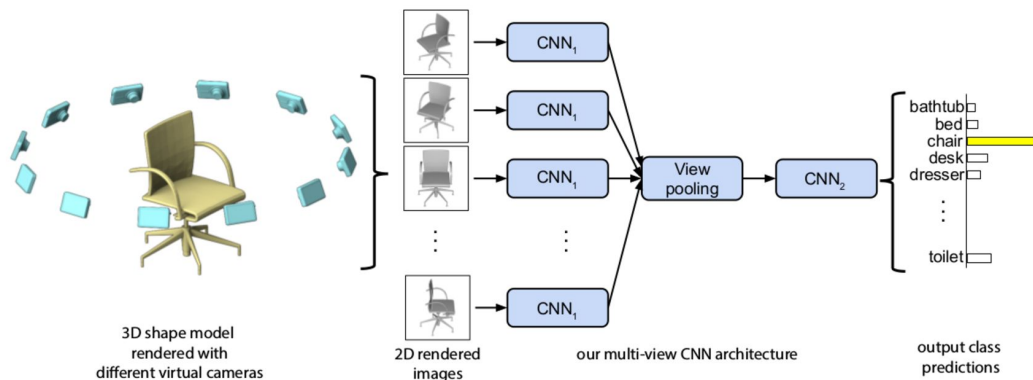 CNN₁
CNN₁
CNN₁
CNN₁
View
pooling
CNN₂
bathtub
bed
chair
desk
dresser
toilet
3D shape model
rendered with
different virtual cameras
2D rendered
images
our multi-view CNN architecture
output class
predictions